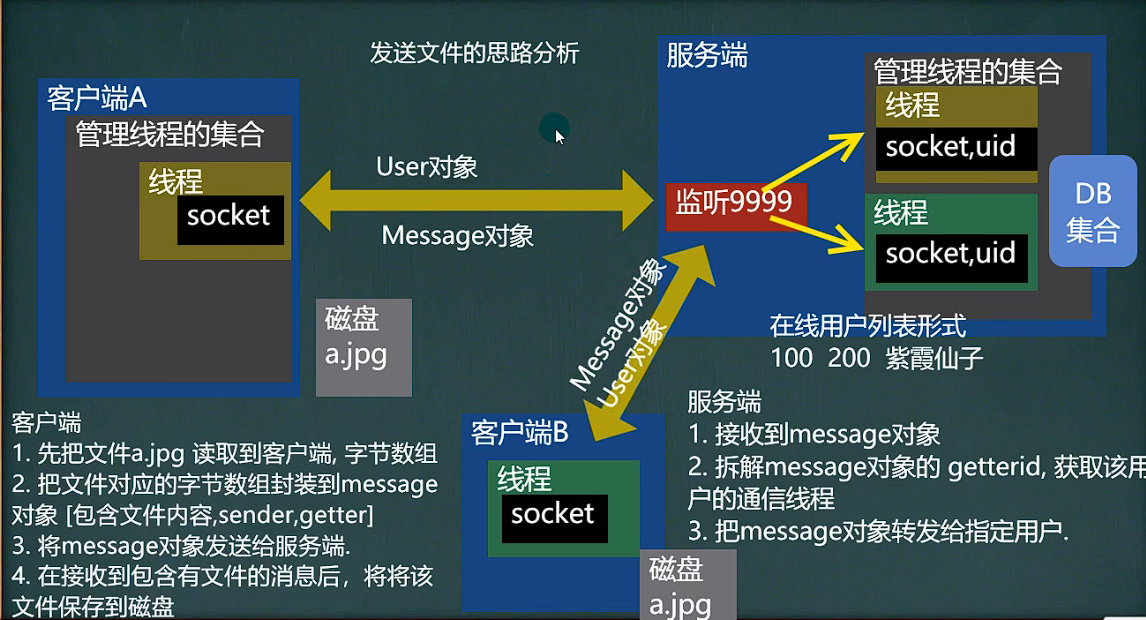 发送文件的思路分析
客户端A
管理线程的集合
线程
socket
User对象
Message对象
磁盘
a.jpg
服务端
管理线程的集合
线程
socket,uid
监听9999
线程
socket,uid
DB
集合
在线用户列表形式
100 200 紫霞仙子
Message对象
User对象
客户端B
线程
socket
磁盘
a.jpg
客户端
1. 先把文件a.jpg 读取到客户端, 字节数组
2. 把文件对应的字节数组封装到message
对象 [包含文件内容,sender,getter]
3. 将message对象发送给服务端.
4. 在接收到包含有文件的消息后，将将该
文件保存到磁盘
服务端
1. 接收到message对象
2. 拆解message对象的 getterid, 获取该用
户的通信线程
3. 把message对象转发给指定用户.